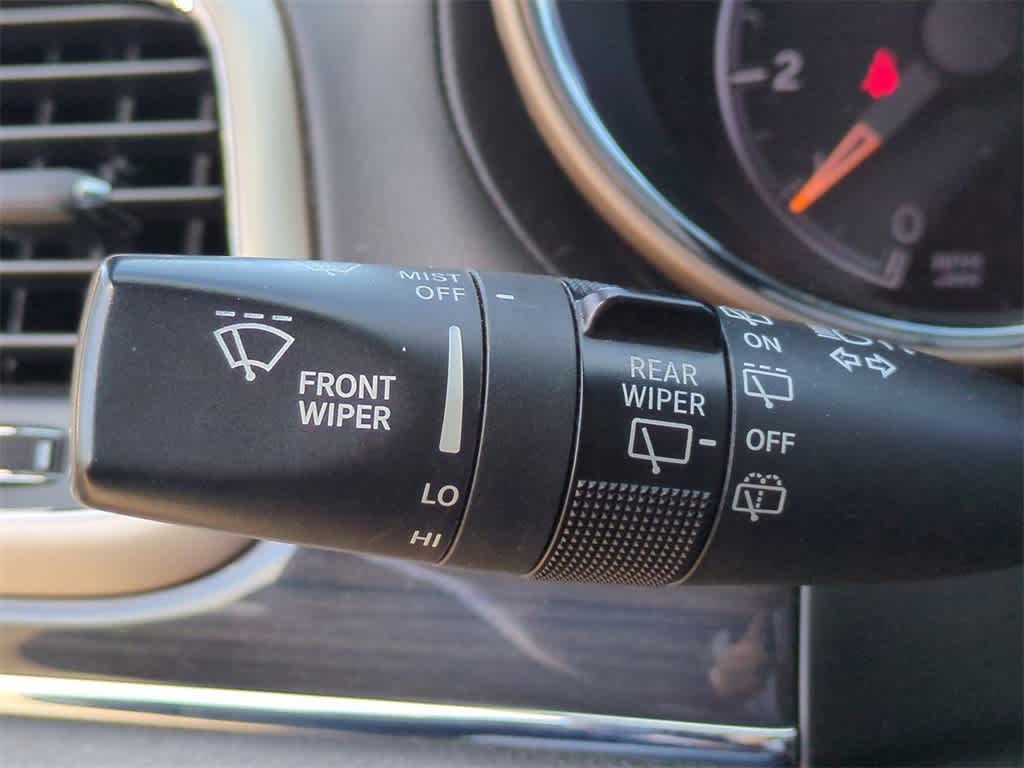 MIST
OFF
FRONT
WIPER
LO
HI
REAR
WIPER
ON
OFF
2
0